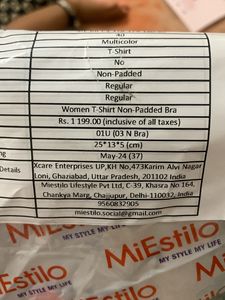 40
Multicolor
T-Shirt
No
Non-Padded
Regular
Regular
Women T-Shirt Non-Padded Bra
Rs. 1199.00 (inclusive of all taxes)
01U (03 N Bra)
25*13*5 (cm)
May-24 (37)
Details
Xcare Enterprises UP,KH No,473Karim Alvi Nagar
Loni, Ghaziabad, Uttar Pradesh, 201102 India
Miestilo Lifestyle Pvt Ltd, C-39, Khasra No 164,
Chankya Marg, Chajjupur, Delhi-110032, India
9560832905
miestilo.social@gmail.com
MiEstilo
MY STYLE MY LIFE
MiEstilo
MY STYLE MY LIFE